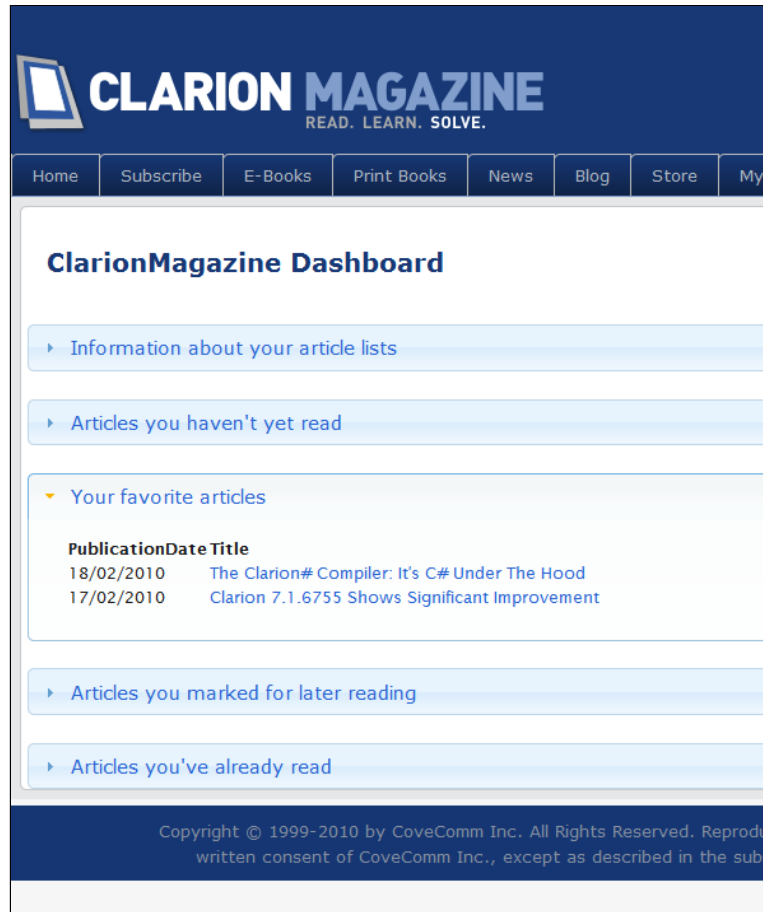 CLARION MAGAZINE
READ. LEARN. SOLVE.
Home Subscribe E-Books Print Books News Blog Store My
ClarionMagazine Dashboard
Information about your article lists
Articles you haven't yet read
Your favorite articles
PublicationDate Title
18/02/2010 The Clarion# Compiler: It's C# Under The Hood
17/02/2010 Clarion 7.1.6755 Shows Significant Improvement
Articles you marked for later reading
Articles you've already read
Copyright © 1999-2010 by CoveComm Inc. All Rights Reserved. Reprodu
written consent of CoveComm Inc., except as described in the sub